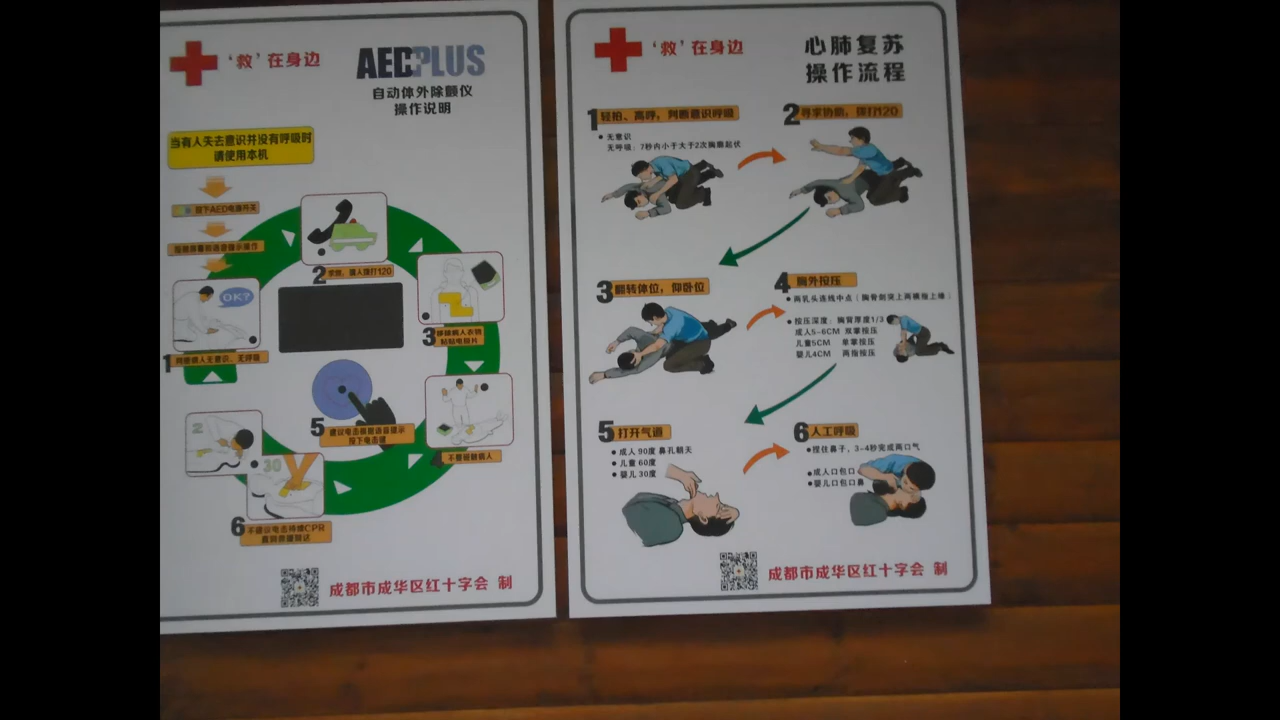 '救'在身边
AED PLUS
自动体外除颤仪
操作说明
当有人失去意识并没有呼吸时
请使用本机
按下AED电源开关
按照屏幕和语音提示操作
OK?
1 判断病人无意识、无呼吸
2 求救，请人拨打120
3 移除病人衣物
粘贴电极片
4 不要碰触病人
5 建议电击根据语音提示
按下电击键
2
30
6 不建议电击持续CPR
直到救援到达
成都市成华区红十字会 制
'救'在身边
心肺复苏
操作流程
1 轻拍、高呼，判断意识呼吸
● 无意识
无呼吸：7秒内小于大于2次胸廓起伏
2 寻求协助，拨打120
3 翻转体位，仰卧位
4 胸外按压
● 两乳头连线中点（胸骨剑突上两横指上缘）
● 按压深度：胸背厚度1/3
成人5-6CM 双掌按压
儿童5CM 单掌按压
婴儿4CM 两指按压
5 打开气道
● 成人 90度 鼻孔朝天
● 儿童 60度
● 婴儿 30度
6 人工呼吸
● 捏住鼻子，3-4秒完成两口气
● 成人口包口
● 婴儿口包口鼻
成都市成华区红十字会 制